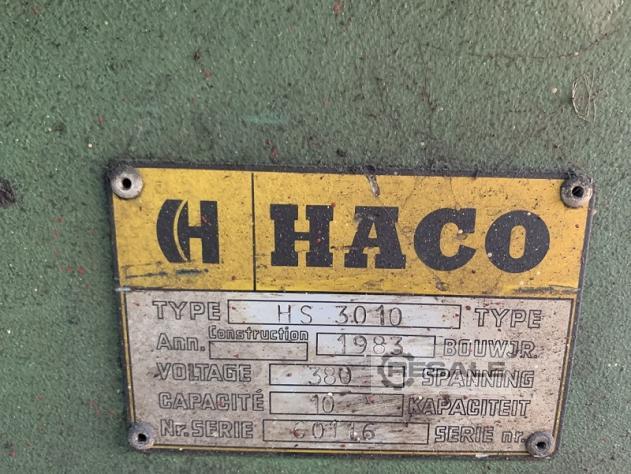 H HACO
TYPE HS 3010 TYPE
Ann. Construction 1983 BOUWJR.
VOLTAGE 380 SPANNING
CAPACITÉ 10 KAPACITEIT
Nr. SERIE 60116 SERIE nr.